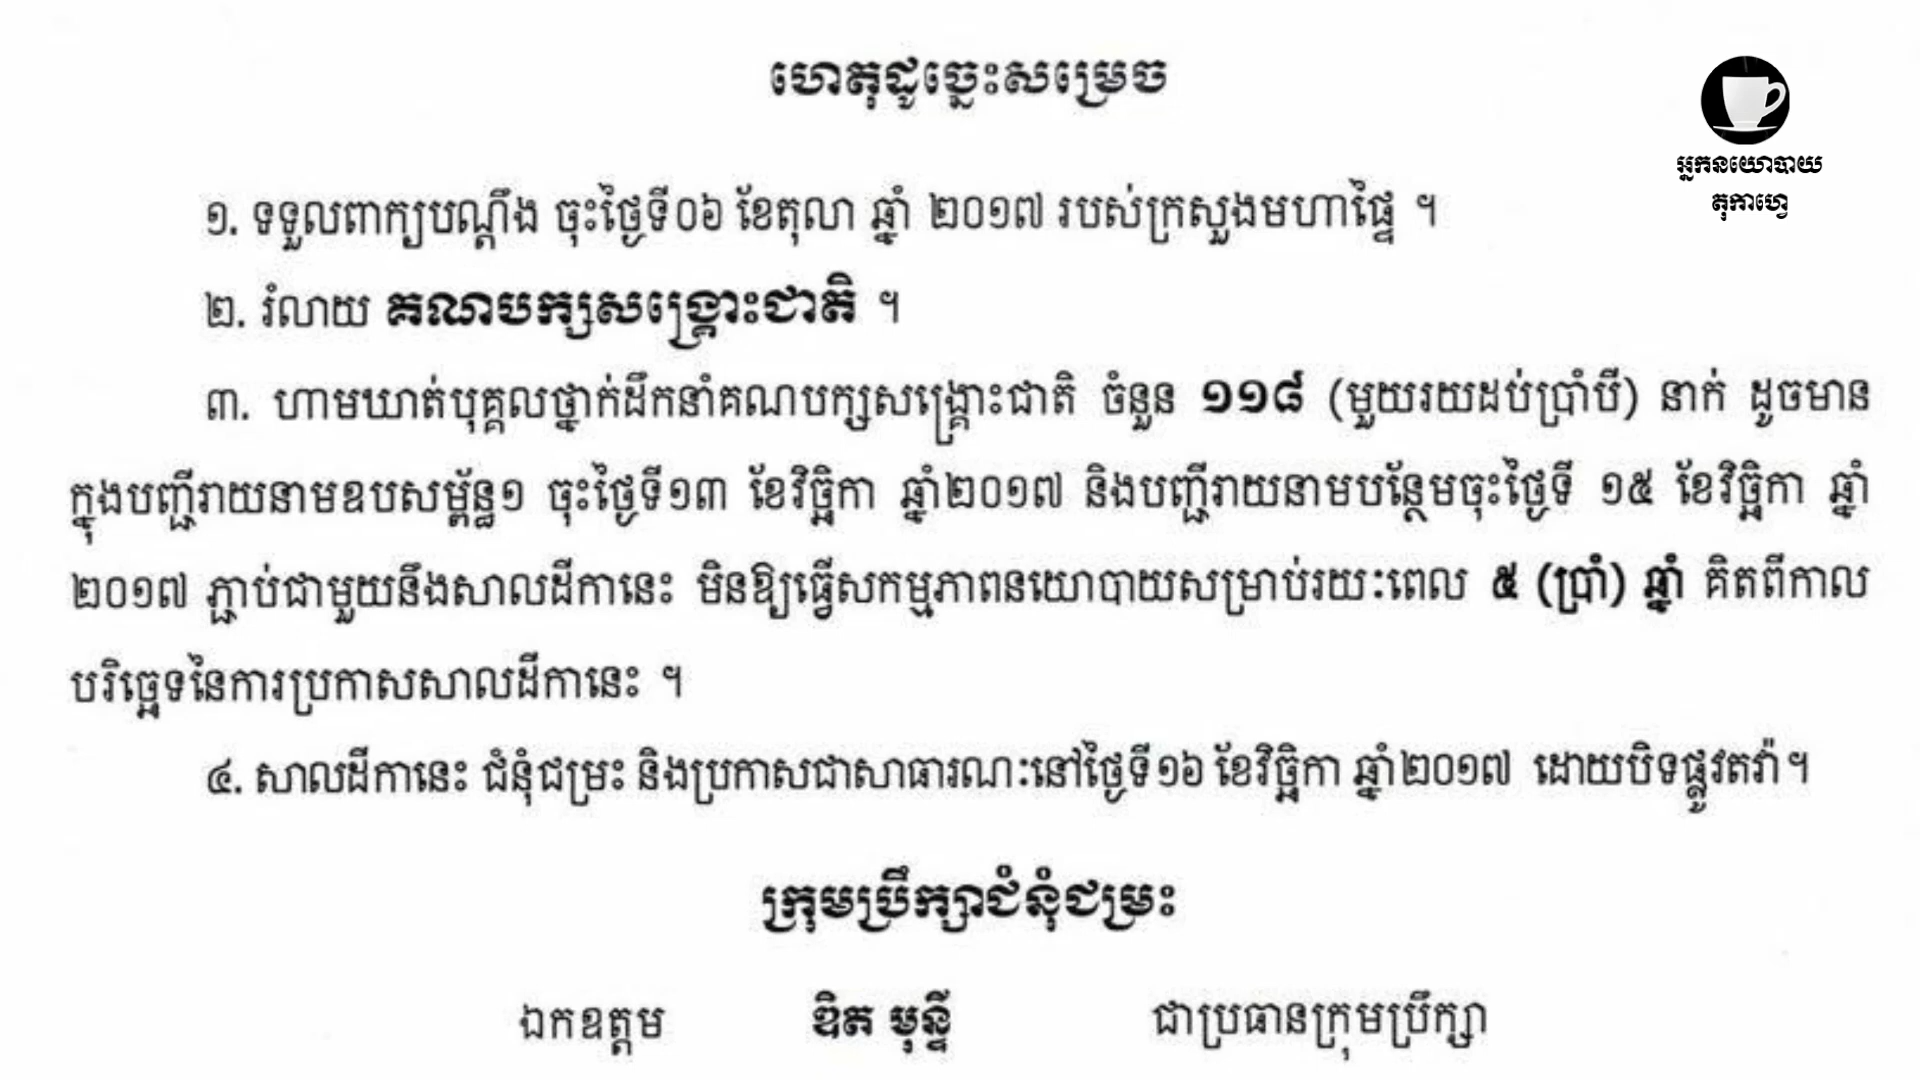 ហេតុដូច្នេះសម្រេច
អ្នកនយោបាយ
តុកាហ្វេ
១. ទទួលពាក្យបណ្តឹង ចុះថ្ងៃទី០៦ ខែតុលា ឆ្នាំ ២០១៧ របស់ក្រសួងមហាផ្ទៃ ។
២. រំលាយ គណបក្សសង្គ្រោះជាតិ ។
៣. ហាមឃាត់បុគ្គលថ្នាក់ដឹកនាំគណបក្សសង្គ្រោះជាតិ ចំនួន ១១៨ (មួយរយដប់ប្រាំបី) នាក់ ដូចមាន
ក្នុងបញ្ជីរាយនាមឧបសម្ព័ន្ធ១ ចុះថ្ងៃទី១៣ ខែវិច្ឆិកា ឆ្នាំ២០១៧ និងបញ្ជីរាយនាមបន្ថែមចុះថ្ងៃទី ១៥ ខែវិច្ឆិកា ឆ្នាំ
២០១៧ ភ្ជាប់ជាមួយនឹងសាលដីកានេះ មិនឱ្យធ្វើសកម្មភាពនយោបាយសម្រាប់រយៈពេល ៥ (ប្រាំ) ឆ្នាំ គិតពីកាល
បរិច្ឆេទនៃការប្រកាសសាលដីកានេះ ។
៤. សាលដីកានេះ ជំនុំជម្រះ និងប្រកាសជាសាធារណៈនៅថ្ងៃទី១៦ ខែវិច្ឆិកា ឆ្នាំ២០១៧ ដោយបិទផ្លូវតវ៉ា។
ក្រុមប្រឹក្សាជំនុំជម្រះ
ឯកឧត្តម ឌិត មុន្ទី ជាប្រធានក្រុមប្រឹក្សា